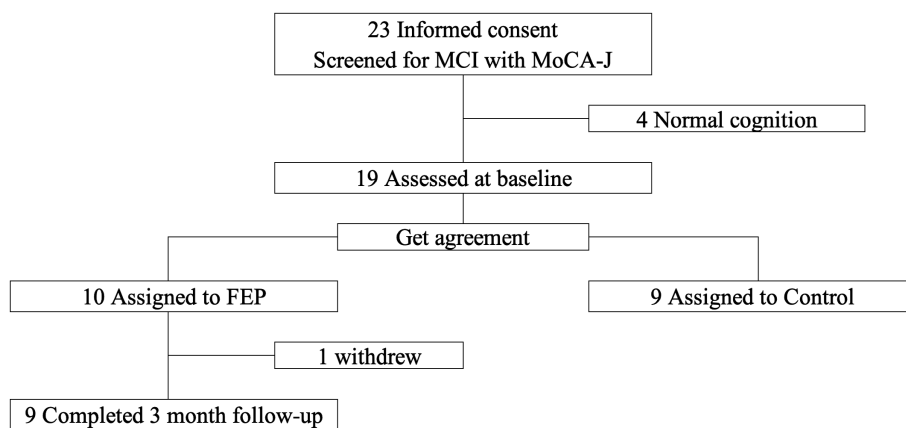 23 Informed consent
Screened for MCI with MoCA-J
4 Normal cognition
19 Assessed at baseline
Get agreement
10 Assigned to FEP
9 Assigned to Control
1 withdrew
9 Completed 3 month follow-up